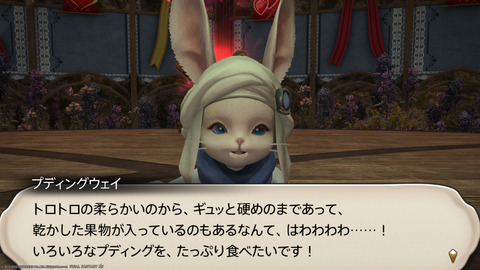 プディングウェイ
トロトロの柔らかいのから、ギュッと硬めのまであって、
乾かした果物が入っているのもあるなんて、はわわわわ……！
いろいろなプディングを、たっぷり食べたいです！
FINAL FANTASY XIV